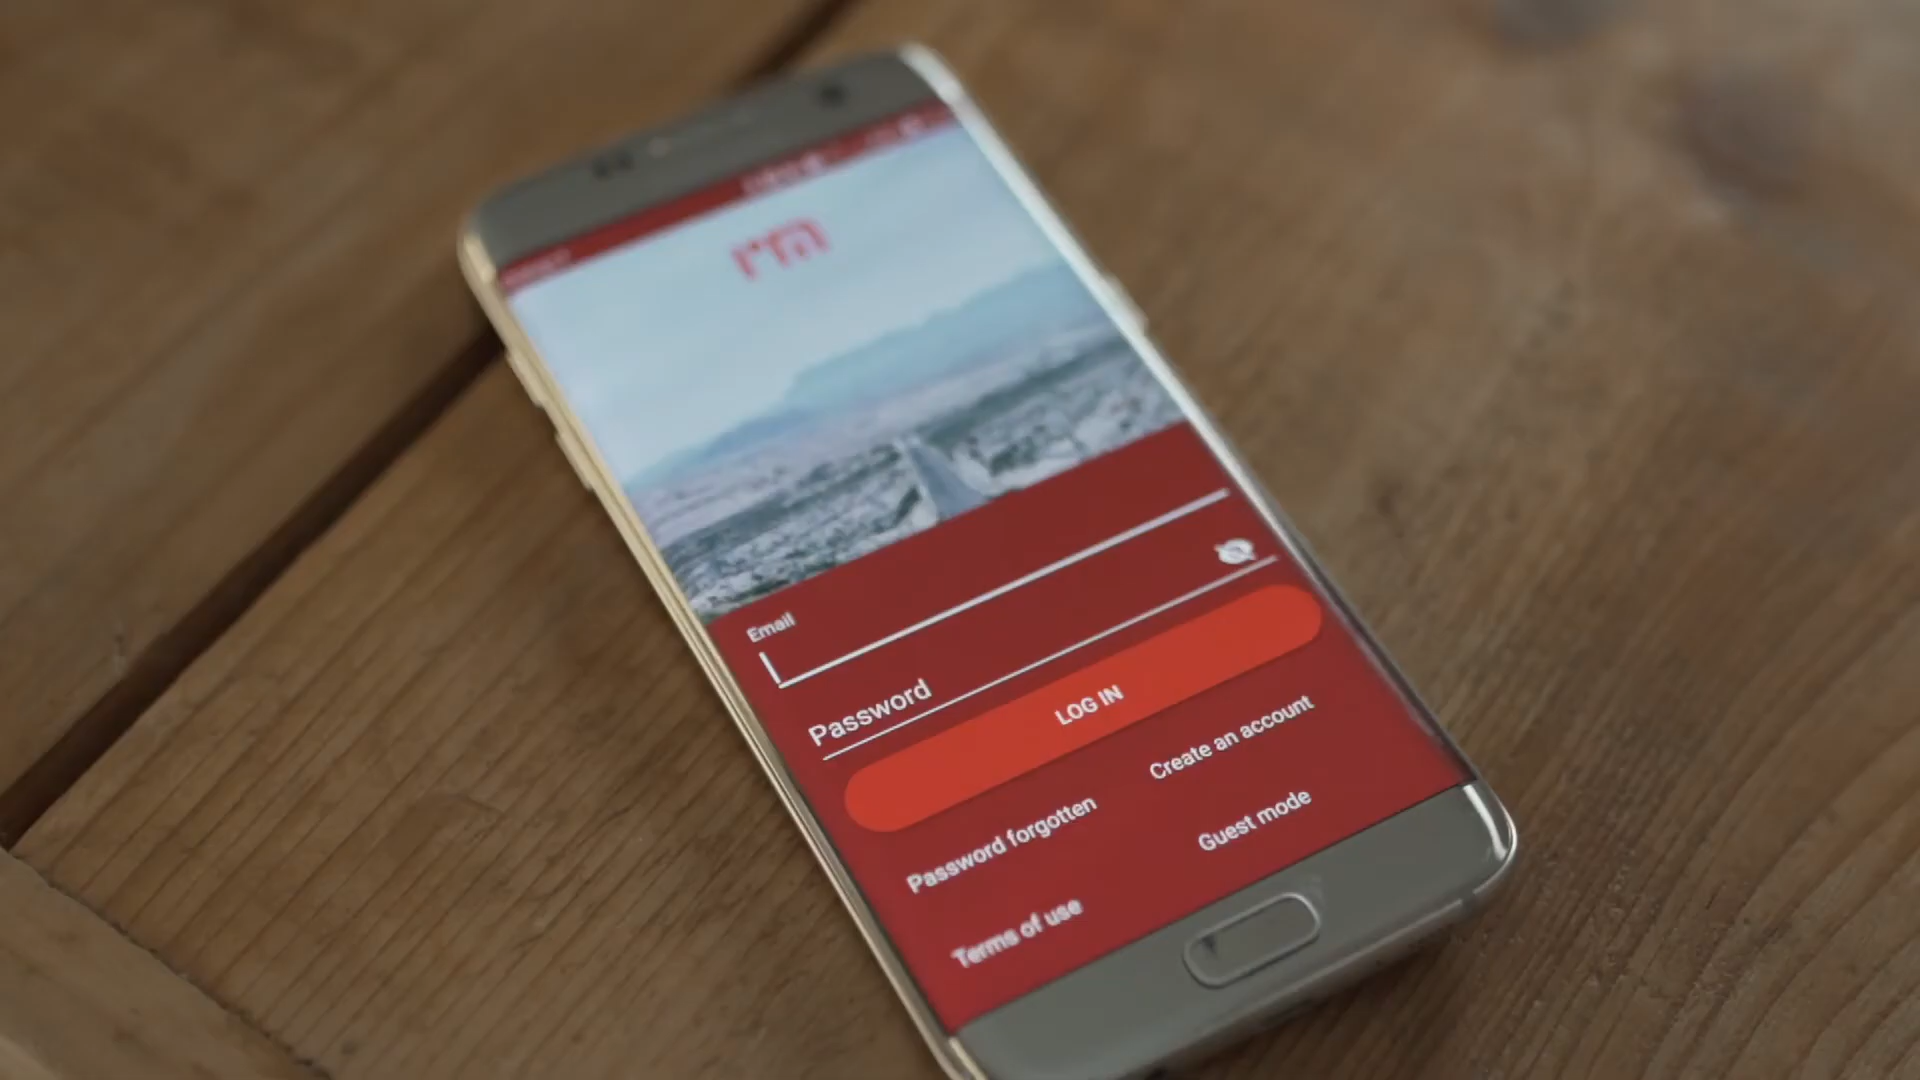 Email
Password
LOG IN
Password forgotten
Create an account
Terms of use
Guest mode